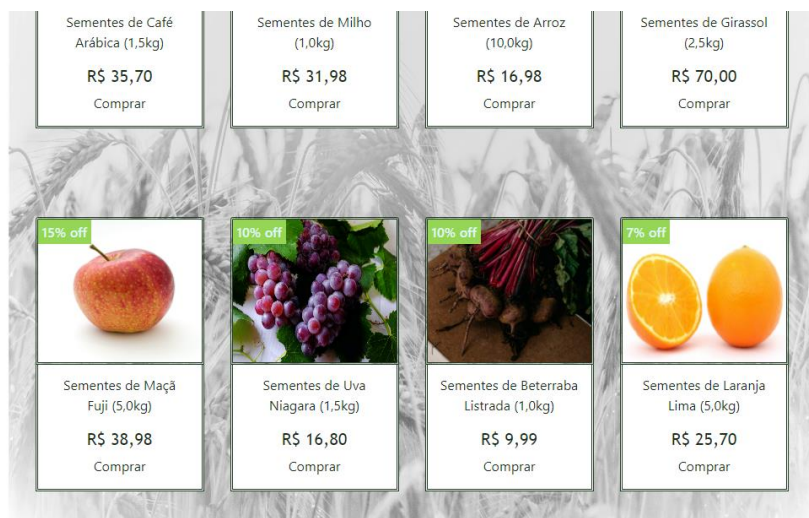 Sementes de Café
Arábica (1,5kg)
R$ 35,70
Comprar
Sementes de Milho
(1,0kg)
R$ 31,98
Comprar
Sementes de Arroz
(10,0kg)
R$ 16,98
Comprar
Sementes de Girassol
(2,5kg)
R$ 70,00
Comprar
15% off
Sementes de Maçã
Fuji (5,0kg)
R$ 38,98
Comprar
10% off
Sementes de Uva
Niagara (1,5kg)
R$ 16,80
Comprar
10% off
Sementes de Beterraba
Listrada (1,0kg)
R$ 9,99
Comprar
7% off
Sementes de Laranja
Lima (5,0kg)
R$ 25,70
Comprar